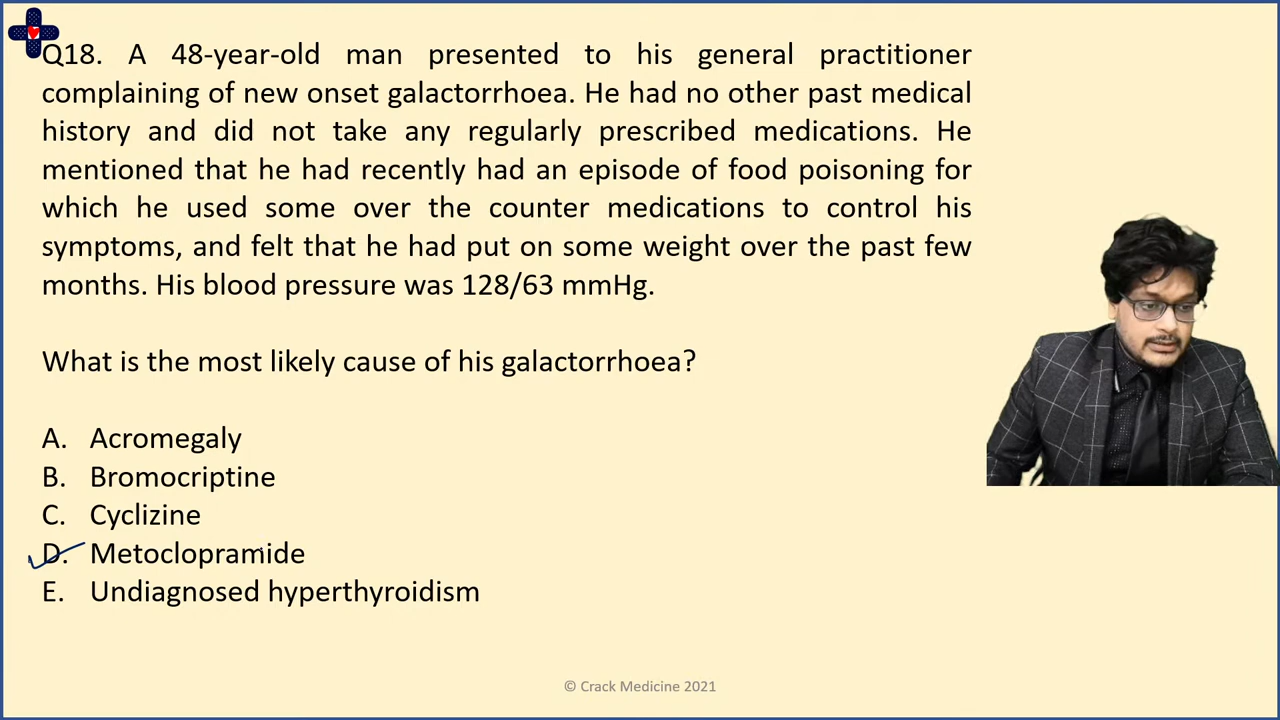 Q18. A 48-year-old man presented to his general practitioner
complaining of new onset galactorrhoea. He had no other past medical
history and did not take any regularly prescribed medications. He
mentioned that he had recently had an episode of food poisoning for
which he used some over the counter medications to control his
symptoms, and felt that he had put on some weight over the past few
months. His blood pressure was 128/63 mmHg.
What is the most likely cause of his galactorrhoea?
A. Acromegaly
B. Bromocriptine
C. Cyclizine
D. Metoclopramide
E. Undiagnosed hyperthyroidism
© Crack Medicine 2021